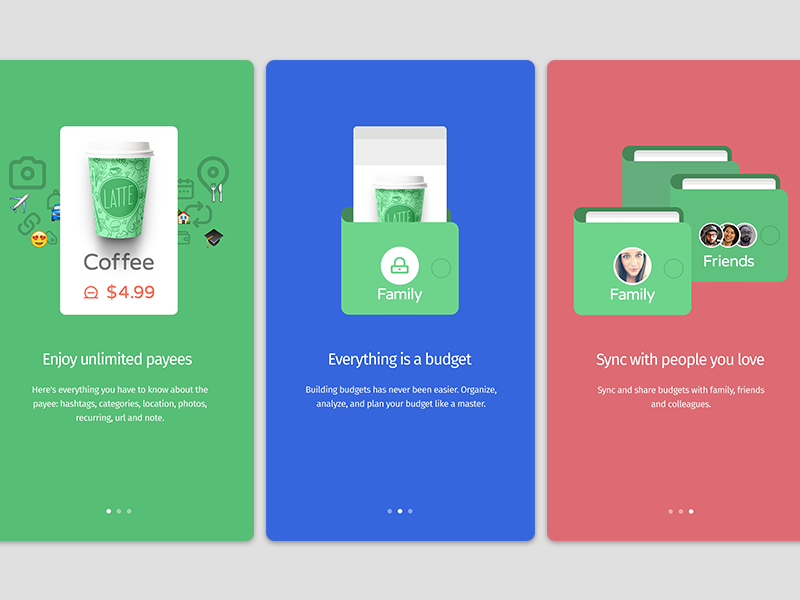 LATTE
Coffee
$4.99
Enjoy unlimited payees
Here's everything you have to know about the
payee: hashtags, categories, location, photos,
recurring, url and note.
LATTE
Family
Everything is a budget
Building budgets has never been easier. Organize,
analyze, and plan your budget like a master.
Friends
Family
Sync with people you love
Sync and share budgets with family, friends
and colleagues.